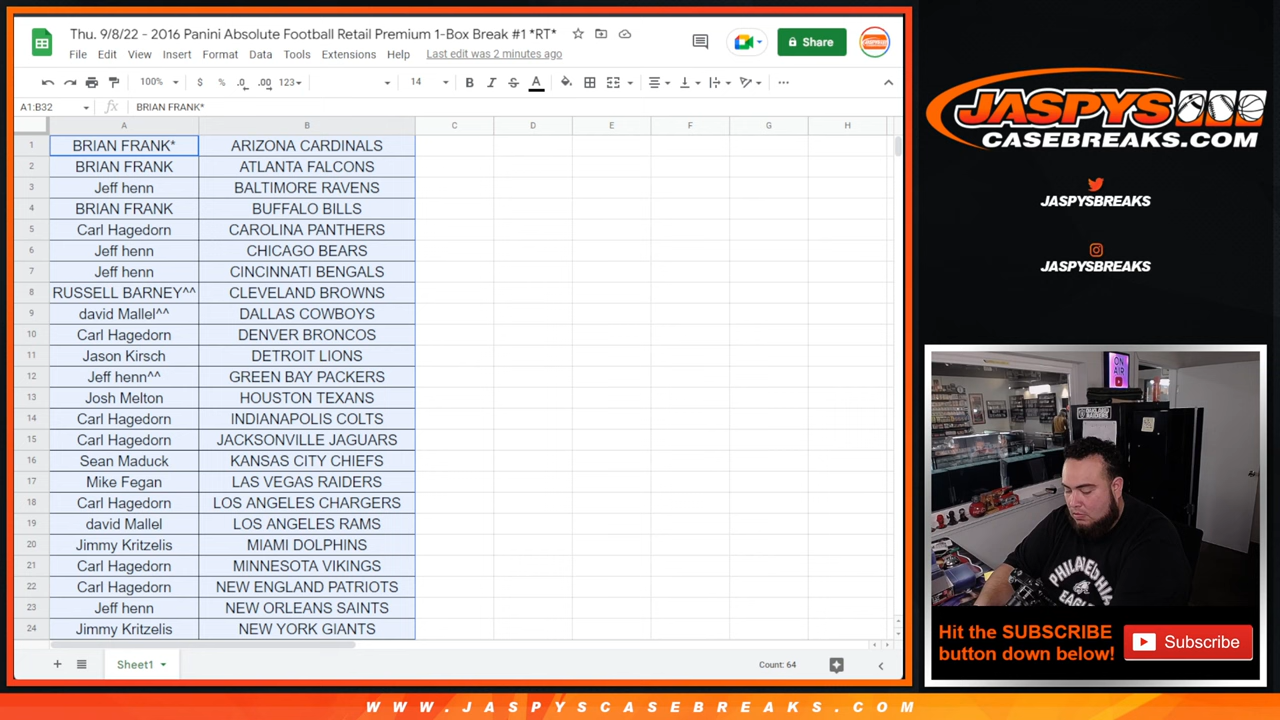 Thu. 9/8/22 - 2016 Panini Absolute Football Retail Premium 1-Box Break #1 *RT*
File Edit View Insert Format Data Tools Extensions Help Last edit was 2 minutes ago
Share
100% $ % .0 .00 123 14 B I S A
A1:B32 fx BRIAN FRANK*
A B C D E F G H
1 BRIAN FRANK* ARIZONA CARDINALS
2 BRIAN FRANK ATLANTA FALCONS
3 Jeff henn BALTIMORE RAVENS
4 BRIAN FRANK BUFFALO BILLS
5 Carl Hagedorn CAROLINA PANTHERS
6 Jeff henn CHICAGO BEARS
7 Jeff henn CINCINNATI BENGALS
8 RUSSELL BARNEY^^ CLEVELAND BROWNS
9 david Mallel^^ DALLAS COWBOYS
10 Carl Hagedorn DENVER BRONCOS
11 Jason Kirsch DETROIT LIONS
12 Jeff henn^^ GREEN BAY PACKERS
13 Josh Melton HOUSTON TEXANS
14 Carl Hagedorn INDIANAPOLIS COLTS
15 Carl Hagedorn JACKSONVILLE JAGUARS
16 Sean Maduck KANSAS CITY CHIEFS
17 Mike Fegan LAS VEGAS RAIDERS
18 Carl Hagedorn LOS ANGELES CHARGERS
19 david Mallel LOS ANGELES RAMS
20 Jimmy Kritzelis MIAMI DOLPHINS
21 Carl Hagedorn MINNESOTA VIKINGS
22 Carl Hagedorn NEW ENGLAND PATRIOTS
23 Jeff henn NEW ORLEANS SAINTS
24 Jimmy Kritzelis NEW YORK GIANTS
Sheet1
Count: 64
JASPYS
CASEBREAKS.COM
JASPYSBREAKS
JASPYSBREAKS
ON
AIR
OAKLAND
RAIDERS
PHILADELPHIA
EAGLES
Hit the SUBSCRIBE
button down below!
Subscribe
WWW.JASPYSCASEBREAKS.COM